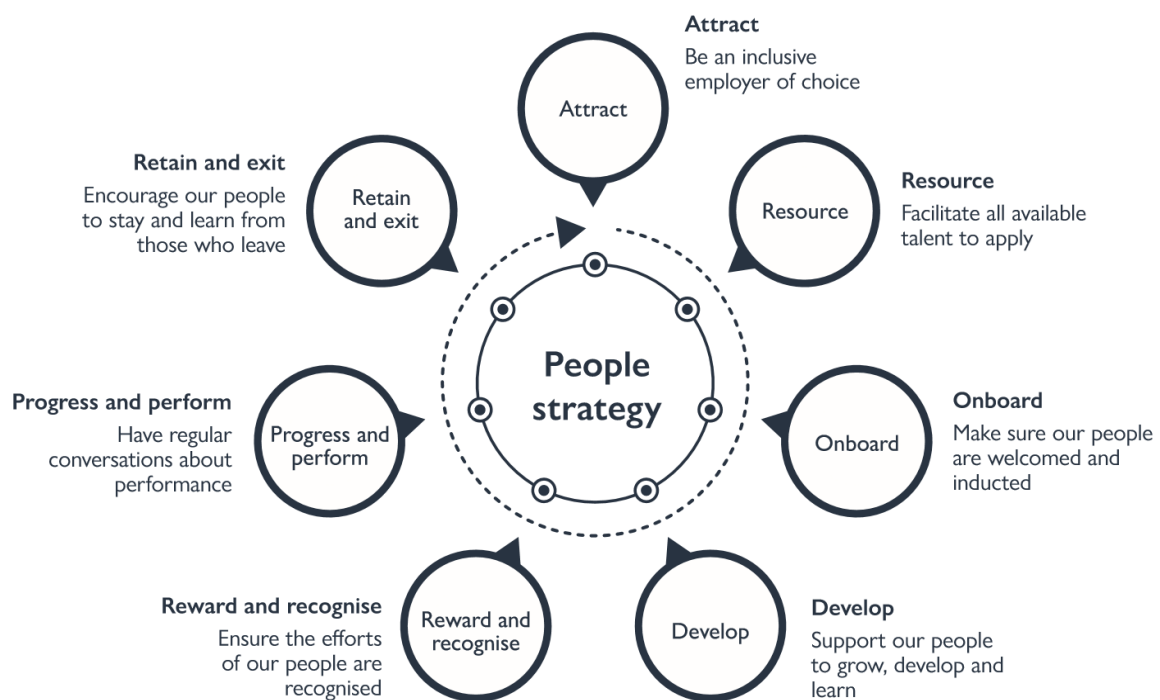 Attract
Be an inclusive
employer of choice
Attract
Resource
Facilitate all available
talent to apply
Resource
Onboard
Make sure our people
are welcomed and
inducted
Onboard
Develop
Support our people
to grow, develop and
learn
Develop
Reward and recognise
Ensure the efforts
of our people are
recognised
Reward and
recognise
Progress and perform
Have regular
conversations about
performance
Progress and
perform
Retain and exit
Encourage our people
to stay and learn from
those who leave
Retain
and exit
People
strategy